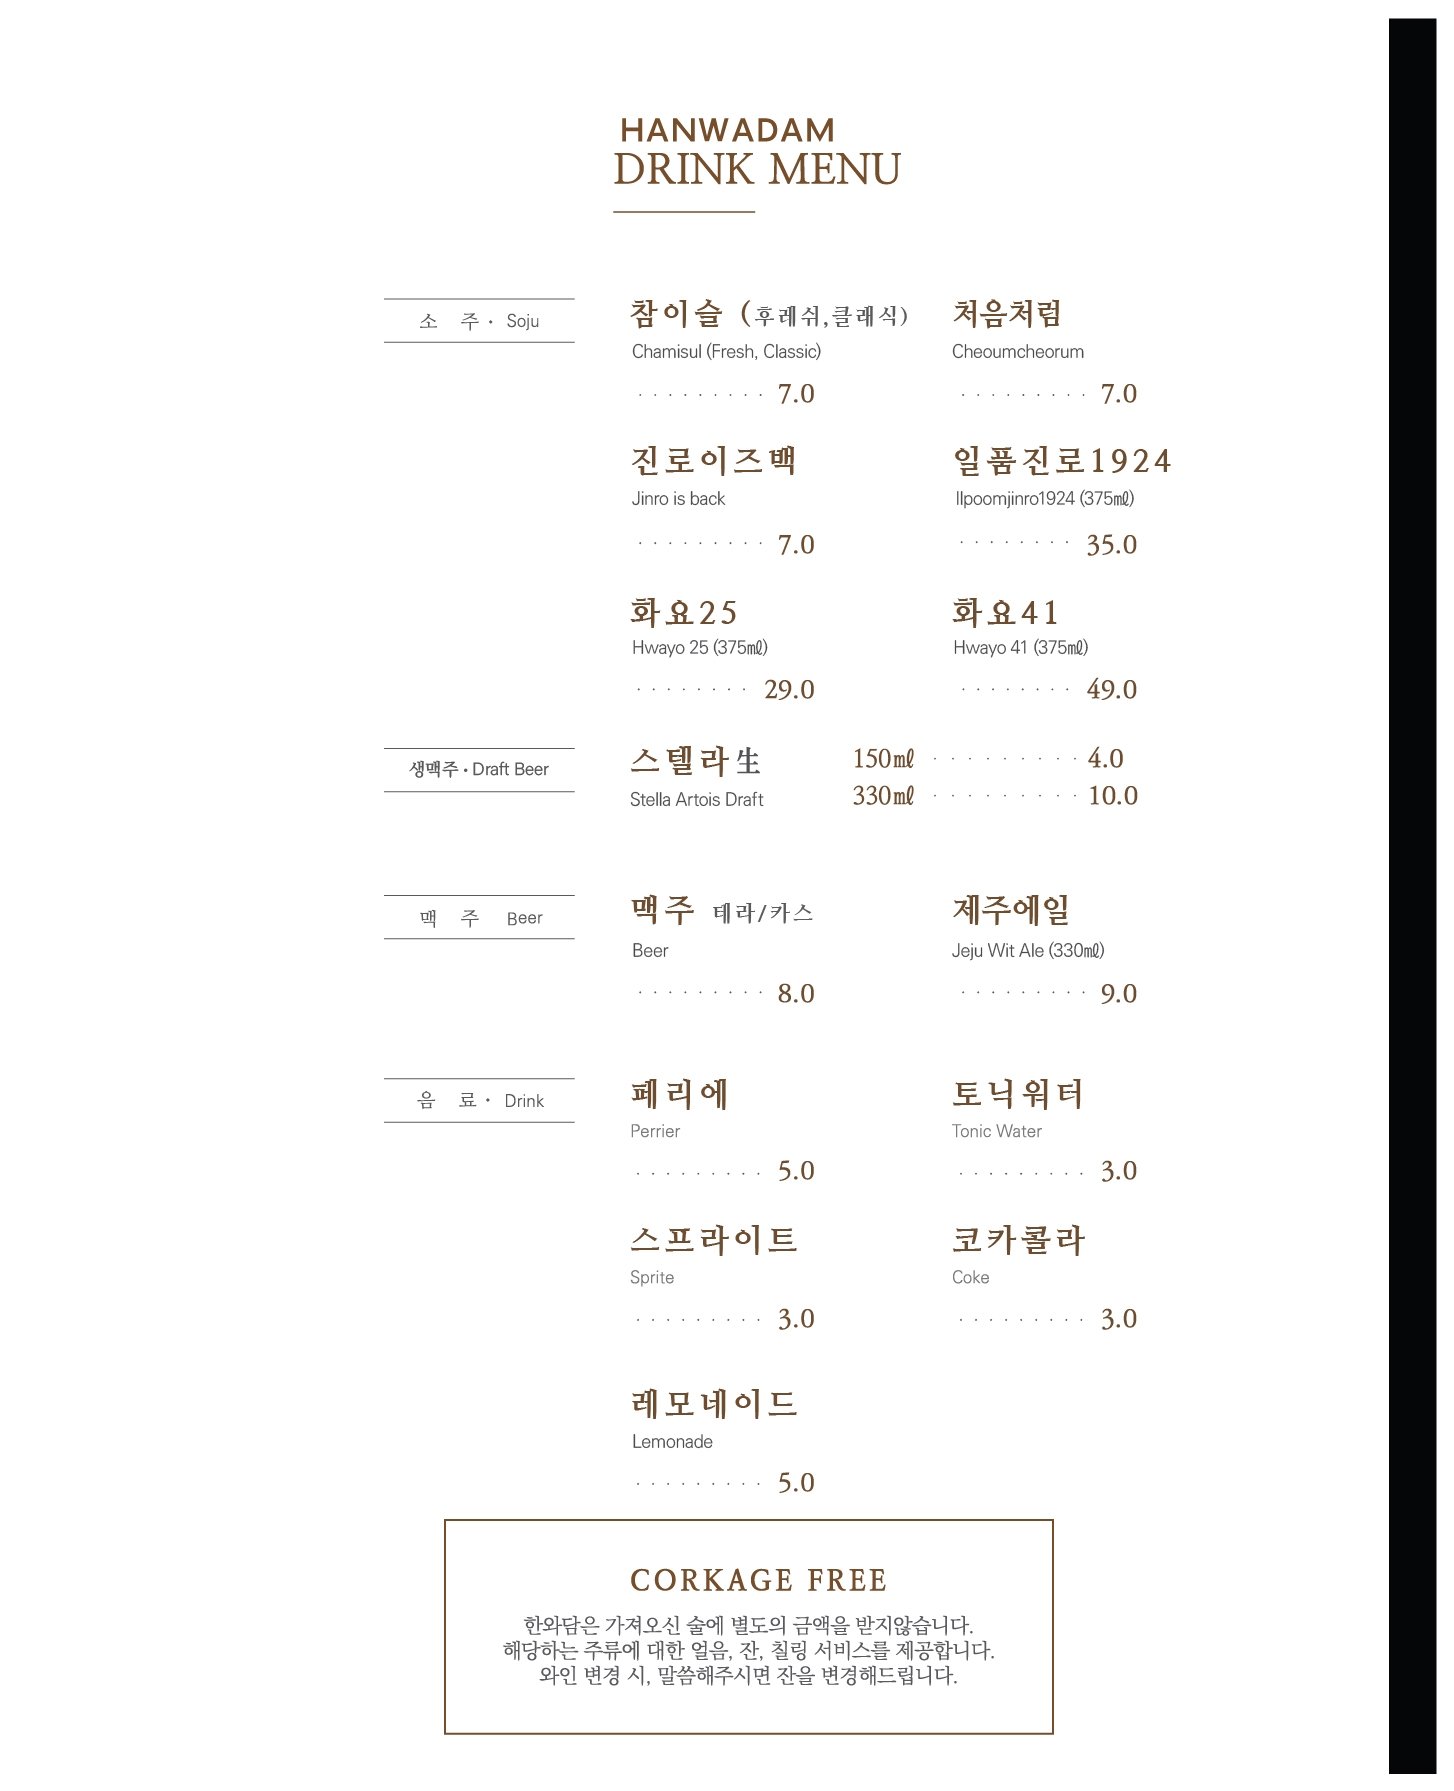 HANWADAM
DRINK MENU
소 주 · Soju
참이슬 (후레쉬,클래식)
Chamisul (Fresh, Classic)
· · · · · · · · · 7.0
처음처럼
Cheoumcheorum
· · · · · · · · · 7.0
진로이즈백
Jinro is back
· · · · · · · · · 7.0
일품진로1924
Ilpoomjinro1924 (375㎖)
· · · · · · · · 35.0
화요25
Hwayo 25 (375㎖)
· · · · · · · · 29.0
화요41
Hwayo 41 (375㎖)
· · · · · · · · 49.0
생맥주 · Draft Beer
스텔라生
Stella Artois Draft
150㎖ · · · · · · · · · 4.0
330㎖ · · · · · · · · · 10.0
맥 주 Beer
맥주 테라/카스
Beer
· · · · · · · · · 8.0
제주에일
Jeju Wit Ale (330㎖)
· · · · · · · · · 9.0
음 료 · Drink
페리에
Perrier
· · · · · · · · · 5.0
토닉워터
Tonic Water
· · · · · · · · · 3.0
스프라이트
Sprite
· · · · · · · · · 3.0
코카콜라
Coke
· · · · · · · · · 3.0
레모네이드
Lemonade
· · · · · · · · · 5.0
CORKAGE FREE
한와담은 가져오신 술에 별도의 금액을 받지않습니다.
해당하는 주류에 대한 얼음, 잔, 칠링 서비스를 제공합니다.
와인 변경 시, 말씀해주시면 잔을 변경해드립니다.